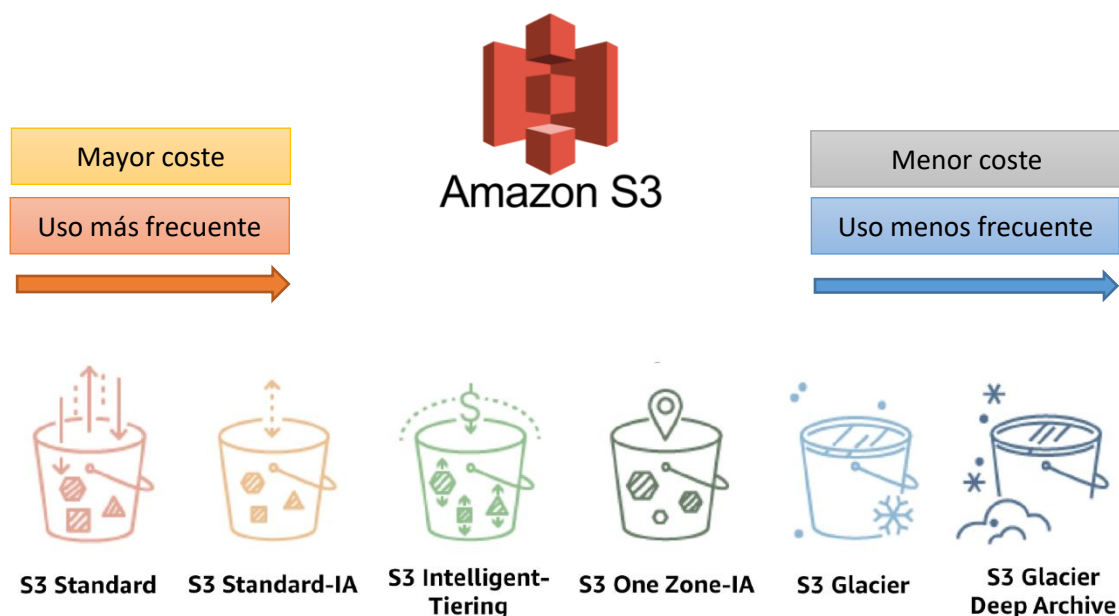 Amazon S3
Mayor coste
Uso más frecuente
Menor coste
Uso menos frecuente
S3 Standard
S3 Standard-IA
S3 Intelligent-
Tiering
S3 One Zone-IA
S3 Glacier
S3 Glacier
Deep Archive